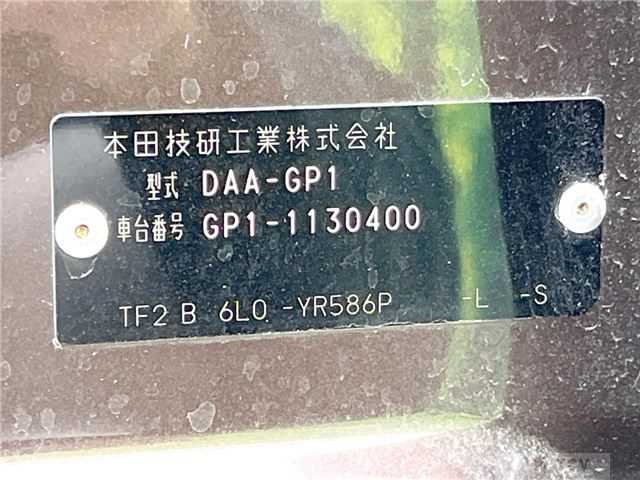 本田技研工業株式会社
型式 DAA-GP1
車台番号 GP1-1130400
TF2 B 6L0 -YR586P -L -S